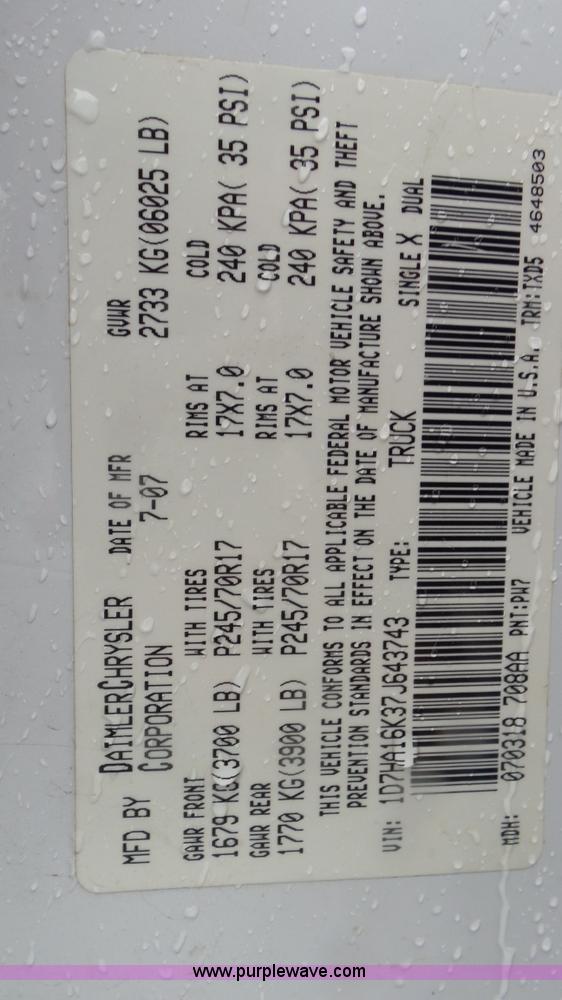 MFD BY DAIMLERCHRYSLER CORPORATION DATE OF MFR 7-07 GVWR 2733 KG(06025 LB)
GAWR FRONT WITH TIRES RIMS AT COLD
1679 KG(3700 LB) P245/70R17 17X7.0 240 KPA( 35 PSI)
GAWR REAR WITH TIRES RIMS AT COLD
1770 KG(3900 LB) P245/70R17 17X7.0 240 KPA( 35 PSI)
THIS VEHICLE CONFORMS TO ALL APPLICABLE FEDERAL MOTOR VEHICLE SAFETY AND THEFT
PREVENTION STANDARDS IN EFFECT ON THE DATE OF MANUFACTURE SHOWN ABOVE.
VIN: 1D7HA16K37J643743 TYPE: TRUCK SINGLE X DUAL
MDH: 070318 708AA PNT:PW7 VEHICLE MADE IN U.S.A. TRM:TXD5 4648503
www.purplewave.com